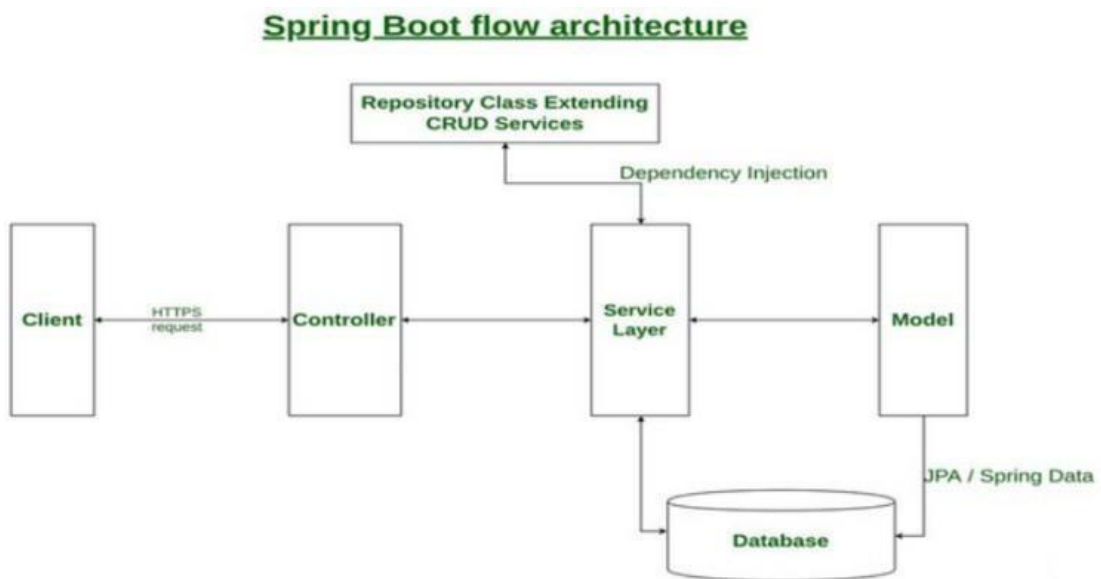 Spring Boot flow architecture
Repository Class Extending
CRUD Services
Dependency Injection
Client
HTTPS
request
Controller
Service
Layer
Model
JPA / Spring Data
Database